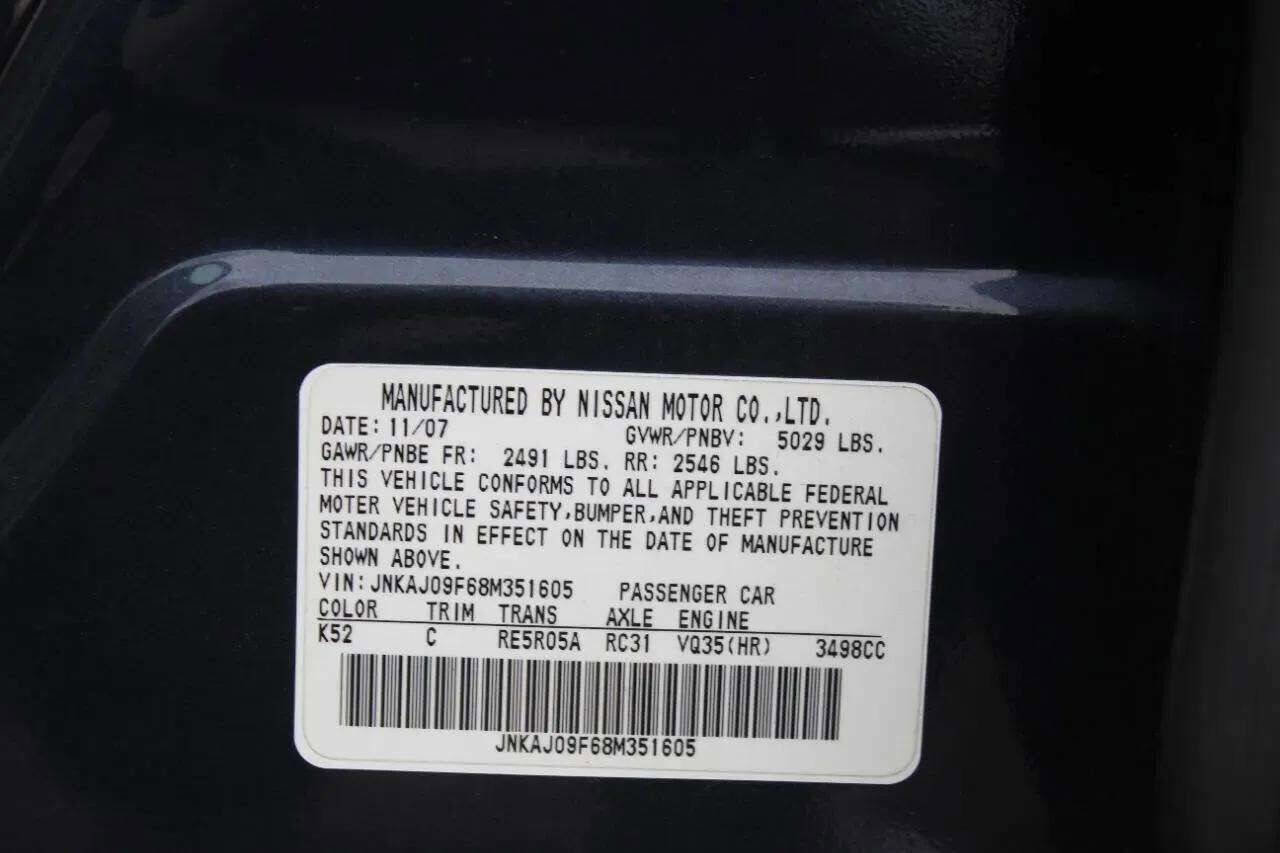 MANUFACTURED BY NISSAN MOTOR CO.,LTD.
DATE: 11/07 GVWR/PNBV: 5029 LBS.
GAWR/PNBE FR: 2491 LBS. RR: 2546 LBS.
THIS VEHICLE CONFORMS TO ALL APPLICABLE FEDERAL
MOTER VEHICLE SAFETY,BUMPER,AND THEFT PREVENTION
STANDARDS IN EFFECT ON THE DATE OF MANUFACTURE
SHOWN ABOVE.
VIN: JNKAJ09F68M351605 PASSENGER CAR
COLOR TRIM TRANS AXLE ENGINE
K52 C RE5R05A RC31 VQ35(HR) 3498CC
JNKAJ09F68M351605